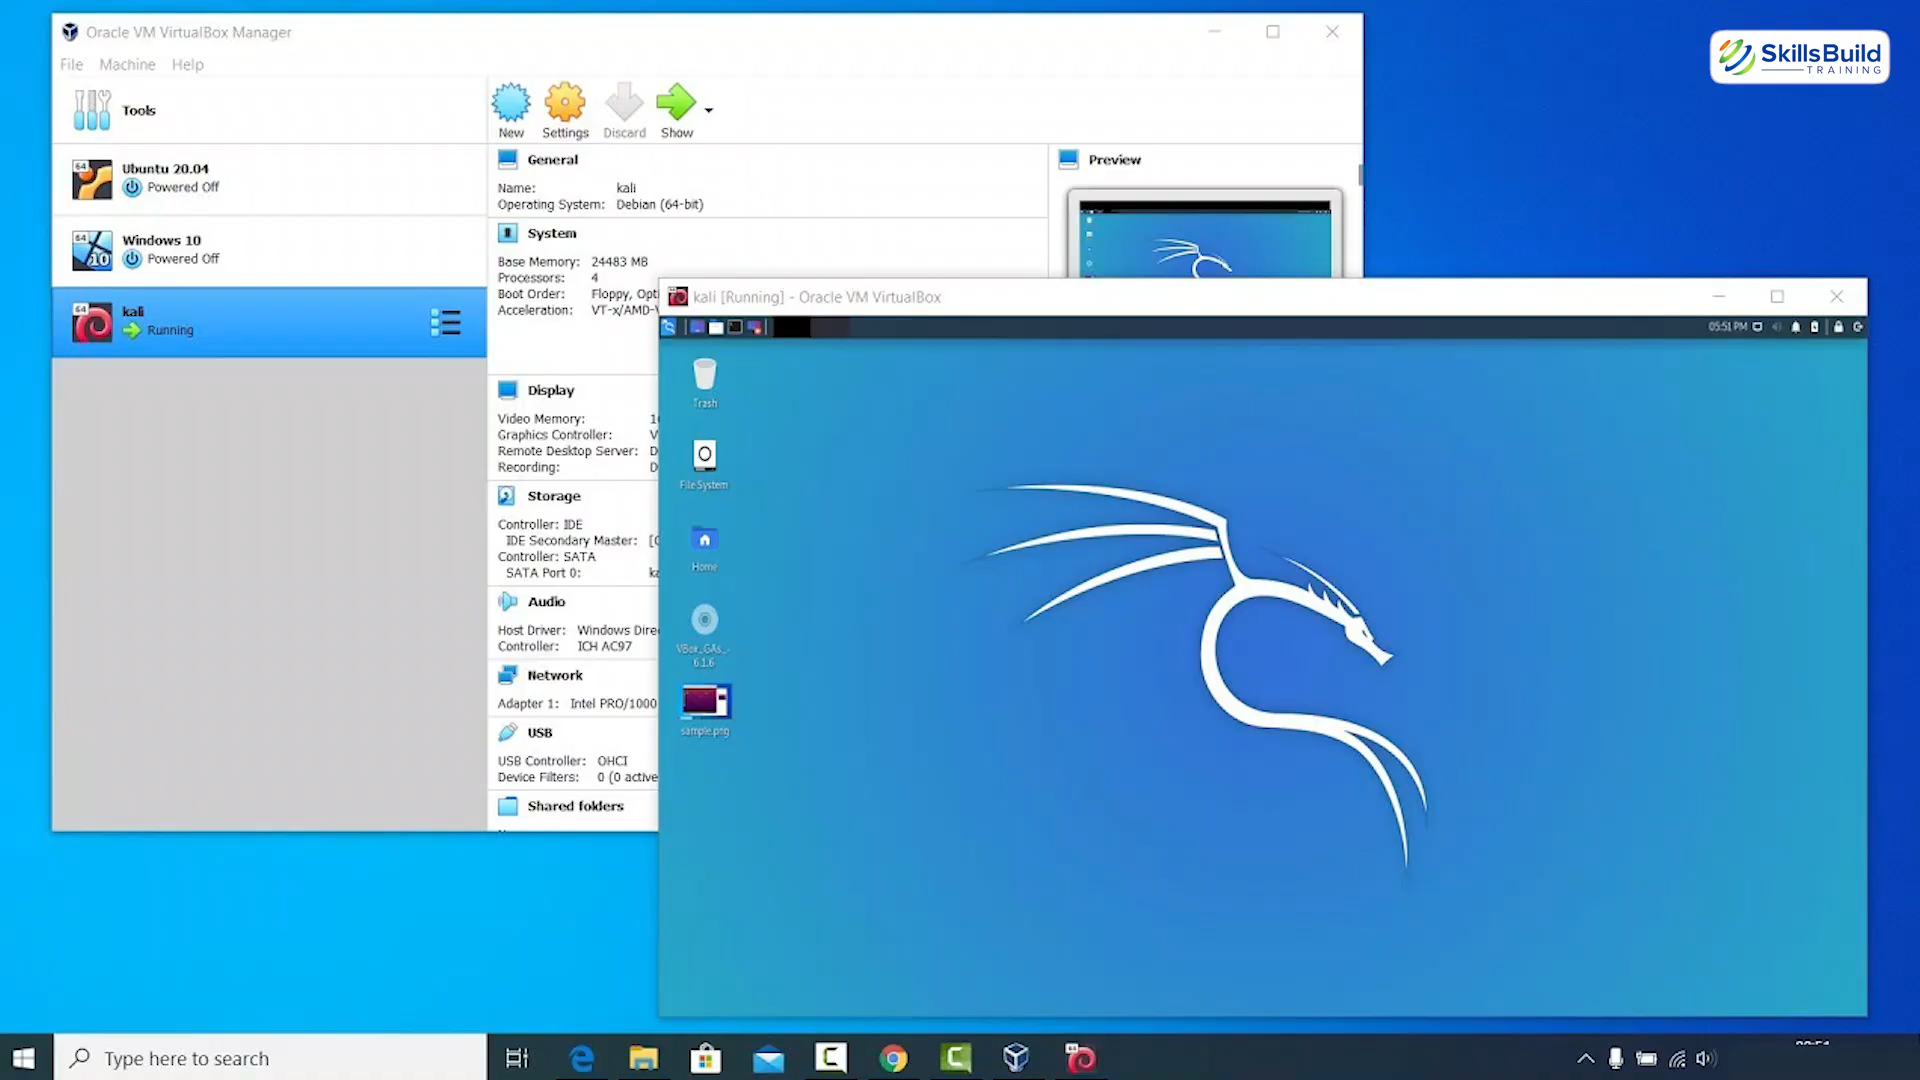 Oracle VM VirtualBox Manager
File Machine Help
SkillsBuild
TRAINING
Tools
New Settings Discard Show
Ubuntu 20.04
Powered Off
Windows 10
Powered Off
kali
Running
General
Name: kali
Operating System: Debian (64-bit)
System
Base Memory: 24483 MB
Processors: 4
Boot Order: Floppy, Opti
Acceleration: VT-x/AMD-V
Display
Video Memory: 16
Graphics Controller: V
Remote Desktop Server: D
Recording: D
Storage
Controller: IDE
IDE Secondary Master: [O
Controller: SATA
SATA Port 0: ka
Audio
Host Driver: Windows Direc
Controller: ICH AC97
Network
Adapter 1: Intel PRO/1000
USB
USB Controller: OHCI
Device Filters: 0 (0 active
Shared folders
Preview
kali [Running] - Oracle VM VirtualBox
05:51 PM
Trash
File System
Home
VBox_GAs_-
6.1.6
sample.png
Type here to search